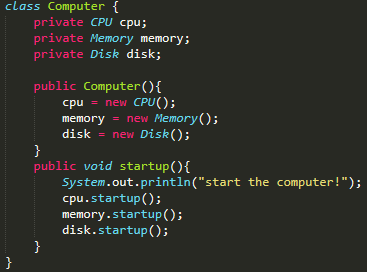 class Computer {
    private CPU cpu;
    private Memory memory;
    private Disk disk;

    public Computer(){
        cpu = new CPU();
        memory = new Memory();
        disk = new Disk();
    }
    public void startup(){
        System.out.println("start the computer!");
        cpu.startup();
        memory.startup();
        disk.startup();
    }
}